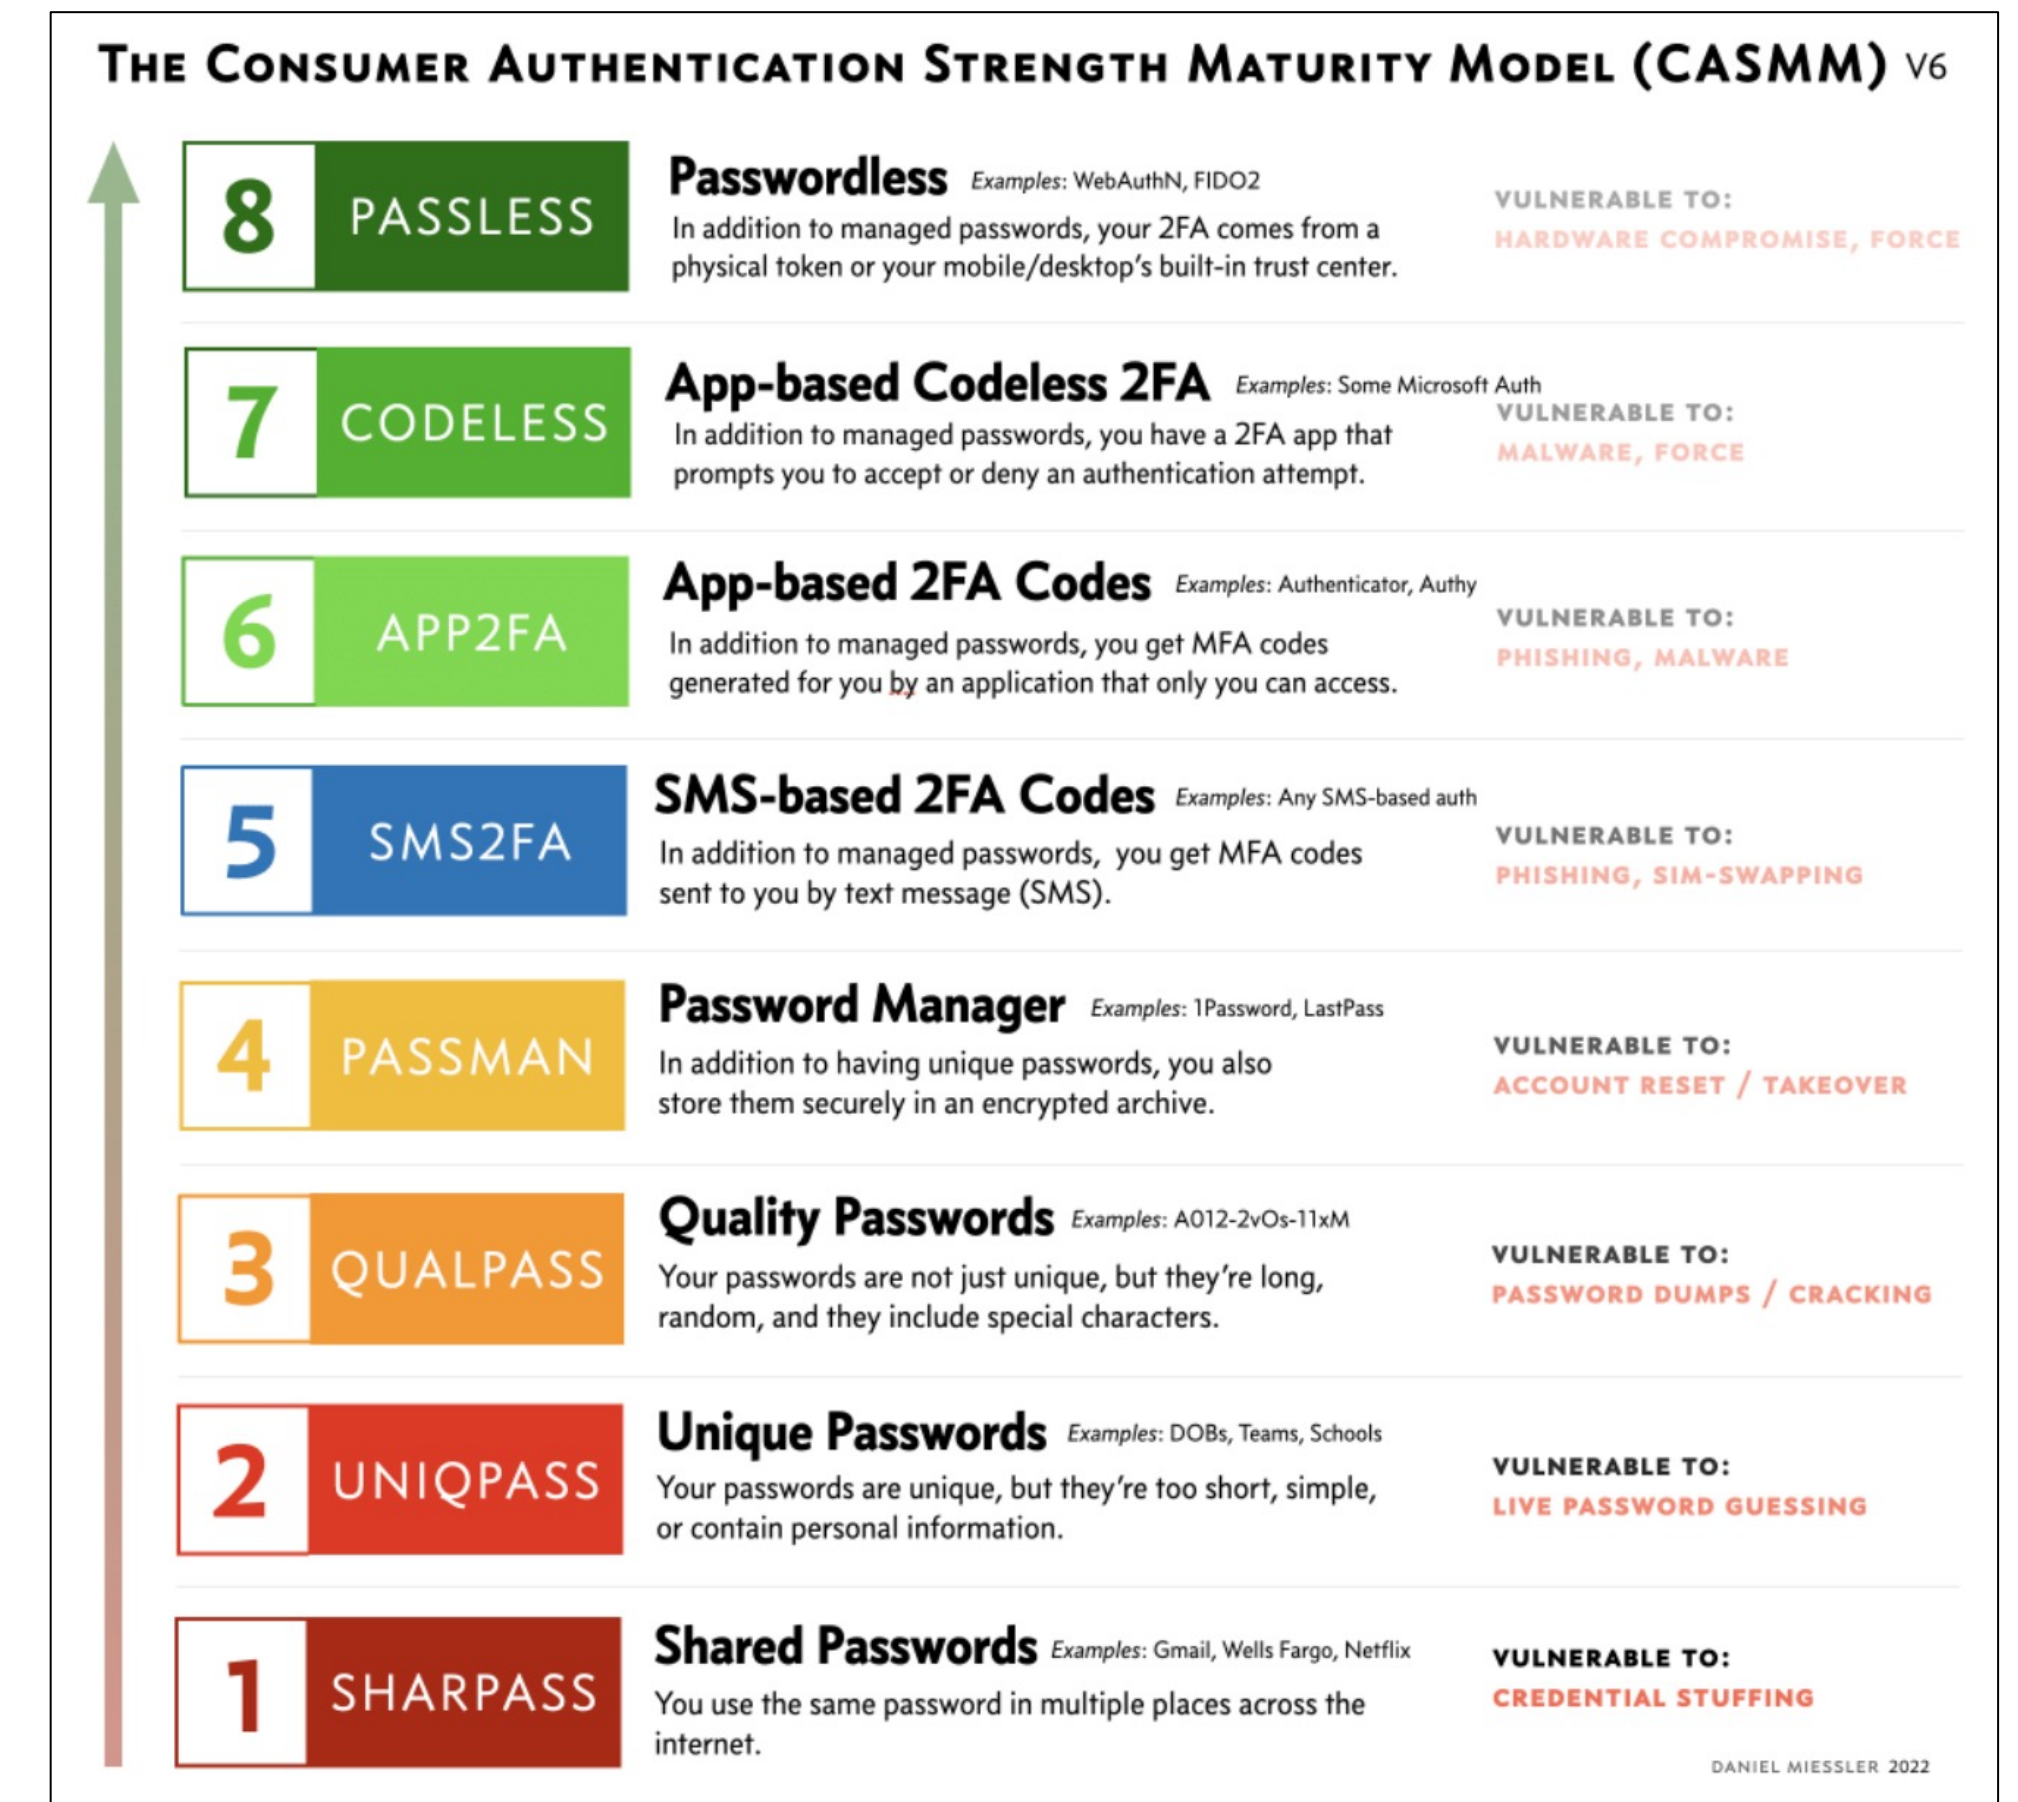 THE CONSUMER AUTHENTICATION STRENGTH MATURITY MODEL (CASMM) V6
8 PASSLESS
Passwordless Examples: WebAuthN, FIDO2
In addition to managed passwords, your 2FA comes from a
physical token or your mobile/desktop's built-in trust center.
VULNERABLE TO:
HARDWARE COMPROMISE, FORCE
7 CODELESS
App-based Codeless 2FA Examples: Some Microsoft Auth
In addition to managed passwords, you have a 2FA app that
prompts you to accept or deny an authentication attempt.
VULNERABLE TO:
MALWARE, FORCE
6 APP2FA
App-based 2FA Codes Examples: Authenticator, Authy
In addition to managed passwords, you get MFA codes
generated for you by an application that only you can access.
VULNERABLE TO:
PHISHING, MALWARE
5 SMS2FA
SMS-based 2FA Codes Examples: Any SMS-based auth
In addition to managed passwords, you get MFA codes
sent to you by text message (SMS).
VULNERABLE TO:
PHISHING, SIM-SWAPPING
4 PASSMAN
Password Manager Examples: 1Password, LastPass
In addition to having unique passwords, you also
store them securely in an encrypted archive.
VULNERABLE TO:
ACCOUNT RESET / TAKEOVER
3 QUALPASS
Quality Passwords Examples: A012-2vOs-11xM
Your passwords are not just unique, but they're long,
random, and they include special characters.
VULNERABLE TO:
PASSWORD DUMPS / CRACKING
2 UNIQPASS
Unique Passwords Examples: DOBs, Teams, Schools
Your passwords are unique, but they're too short, simple,
or contain personal information.
VULNERABLE TO:
LIVE PASSWORD GUESSING
1 SHARPASS
Shared Passwords Examples: Gmail, Wells Fargo, Netflix
You use the same password in multiple places across the
internet.
VULNERABLE TO:
CREDENTIAL STUFFING
DANIEL MIESSLER 2022